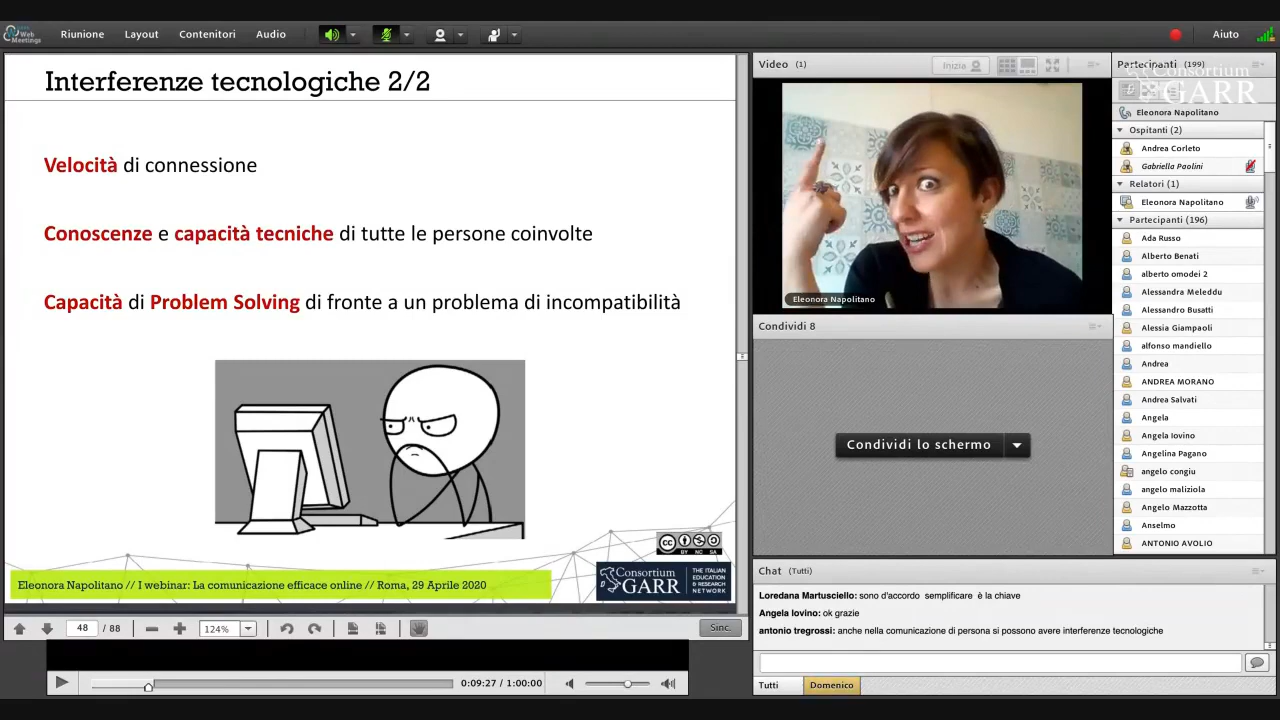 Web
Meetings
Riunione
Layout
Contenitori
Audio
Aiuto
Interferenze tecnologiche 2/2
Velocità di connessione
Conoscenze e capacità tecniche di tutte le persone coinvolte
Capacità di Problem Solving di fronte a un problema di incompatibilità
CC BY NC SA
Eleonora Napolitano // I webinar: La comunicazione efficace online // Roma, 29 Aprile 2020
Consortium
GARR
THE ITALIAN
EDUCATION
& RESEARCH
NETWORK
48 / 88
124%
Sinc.
0:09:27 / 1:00:00
Video (1)
Inizia
Eleonora Napolitano
Condividi 8
Condividi lo schermo
Partecipanti (199)
Consortium
GARR
Eleonora Napolitano
Ospitanti (2)
Andrea Corleto
Gabriella Paolini
Relatori (1)
Eleonora Napolitano
Partecipanti (196)
Ada Russo
Alberto Benati
alberto omodei 2
Alessandra Meleddu
Alessandro Busatti
Alessia Giampaoli
alfonso mandiello
Andrea
ANDREA MORANO
Andrea Salvati
Angela
Angela Iovino
Angelina Pagano
angelo congiu
angelo maliziola
Angelo Mazzotta
Anselmo
ANTONIO AVOLIO
Chat (Tutti)
Loredana Martusciello: sono d'accordo semplificare è la chiave
Angela Iovino: ok grazie
antonio tregrossi: anche nella comunicazione di persona si possono avere interferenze tecnologiche
Tutti
Domenico